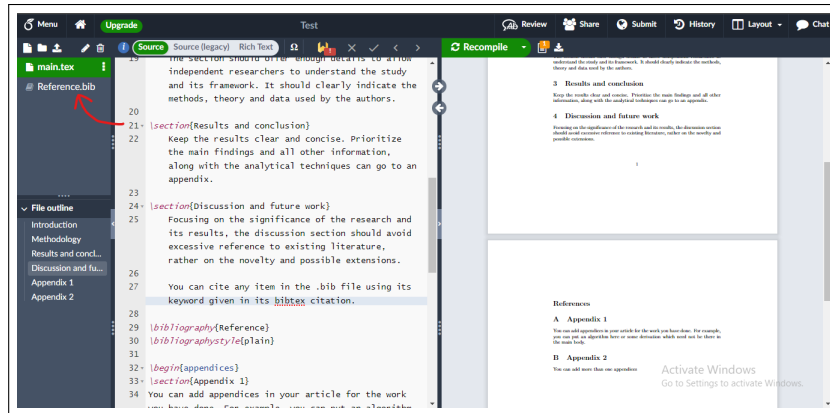 Menu
Upgrade
Test
Review
Share
Submit
History
Layout
Chat
Source
Source (legacy)
Rich Text
Ω
Recompile
main.tex
Reference.bib
File outline
Introduction
Methodology
Results and concl...
Discussion and fu...
Appendix 1
Appendix 2
19 The section should offer enough details to allow
independent researchers to understand the study
and its framework. It should clearly indicate the
methods, theory and data used by the authors.
20
21 \section{Results and conclusion}
22 Keep the results clear and concise. Prioritize
the main findings and all other information,
along with the analytical techniques can go to an
appendix.
23
24 \section{Discussion and future work}
25 Focusing on the significance of the research and
its results, the discussion section should avoid
excessive reference to existing literature,
rather on the novelty and possible extensions.
26
27 You can cite any item in the .bib file using its
keyword given in its bibtex citation.
28
29 \bibliography{Reference}
30 \bibliographystyle{plain}
31
32 \begin{appendices}
33 \section{Appendix 1}
34 You can add appendices in your article for the work
you have done. For example, you can put an algorithm
understand the study and its framework. It should clearly indicate the methods,
theory and data used by the authors.
3 Results and conclusion
Keep the results clear and concise. Prioritize the main findings and all other
information, along with the analytical techniques can go to an appendix.
4 Discussion and future work
Focusing on the significance of the research and its results, the discussion section
should avoid excessive reference to existing literature, rather on the novelty and
possible extensions.
1
References
A Appendix 1
You can add appendices in your article for the work you have done. For example,
you can put an algorithm here or some derivation which need not be there in
the main body.
B Appendix 2
You can add more than one appendices
Activate Windows
Go to Settings to activate Windows.